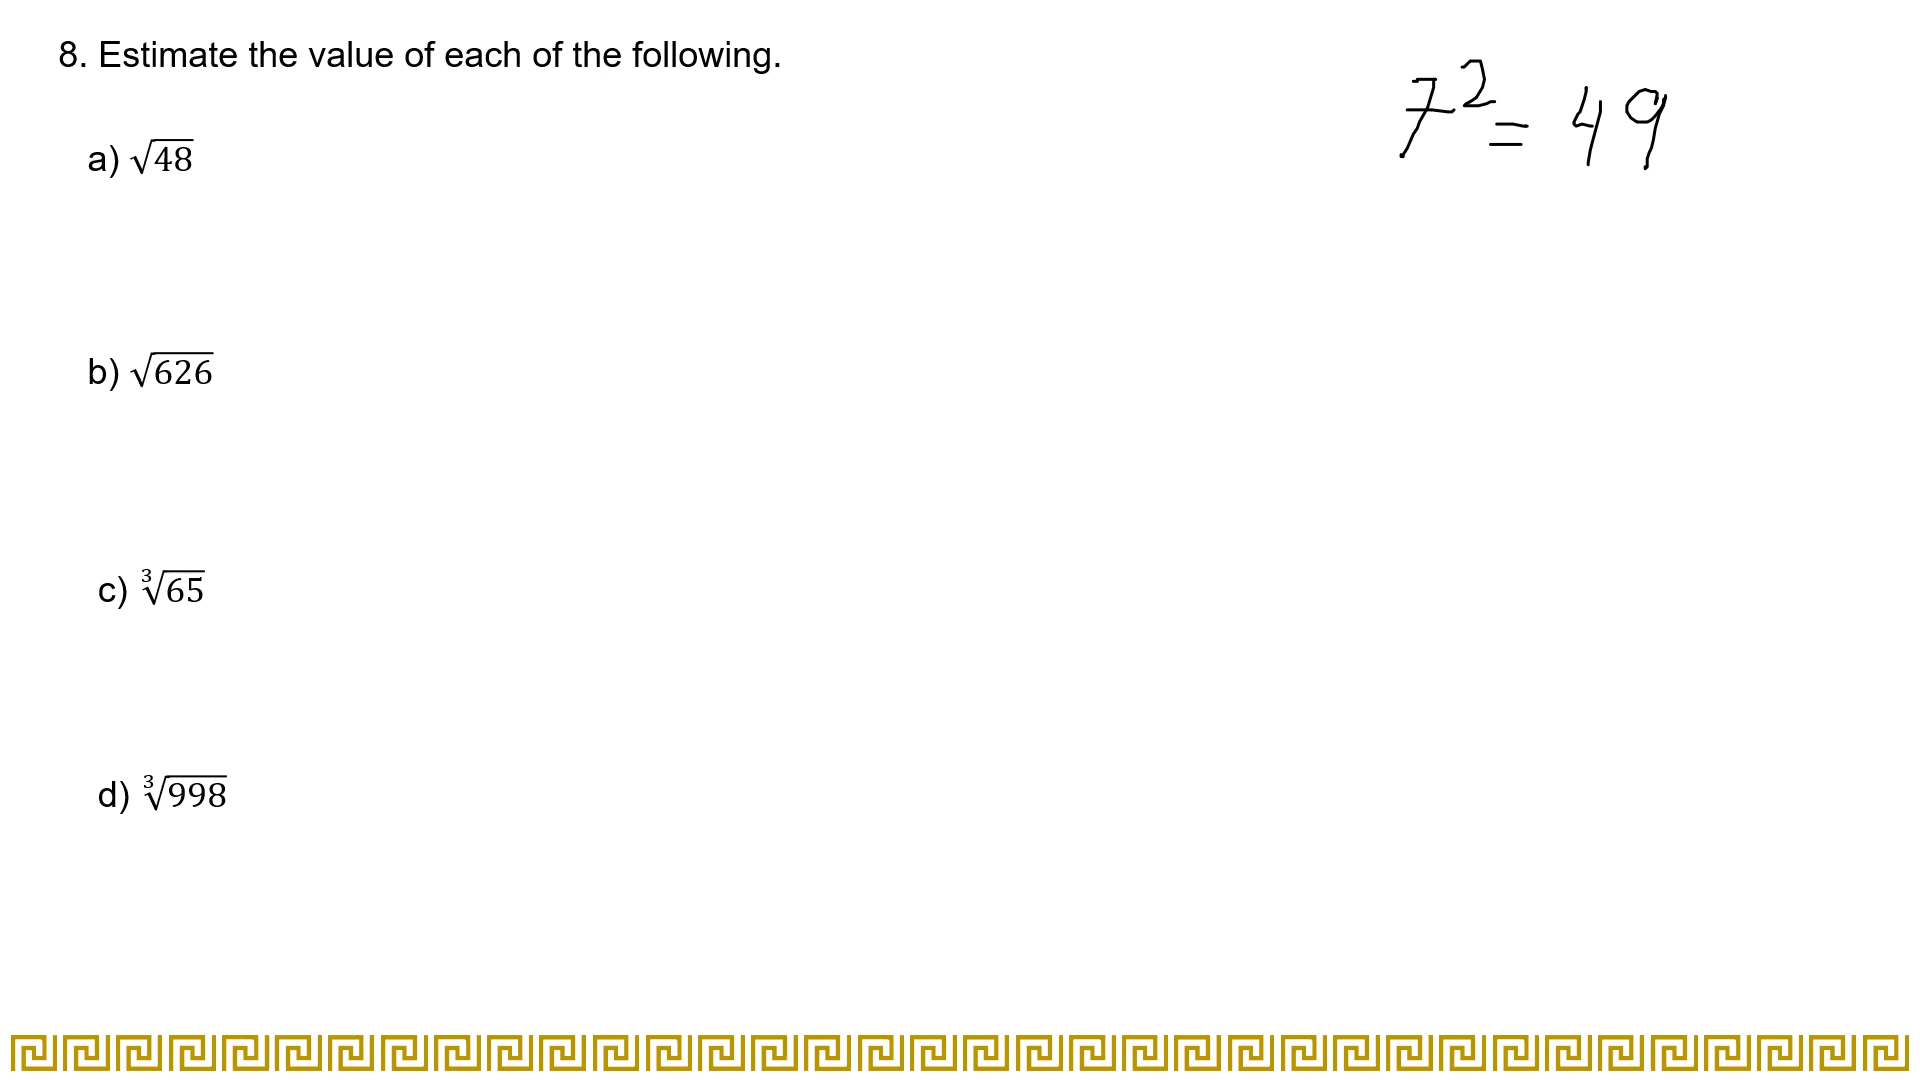 8. Estimate the value of each of the following.
7² = 49
a) √48
b) √626
c) ∛65
d) ∛998